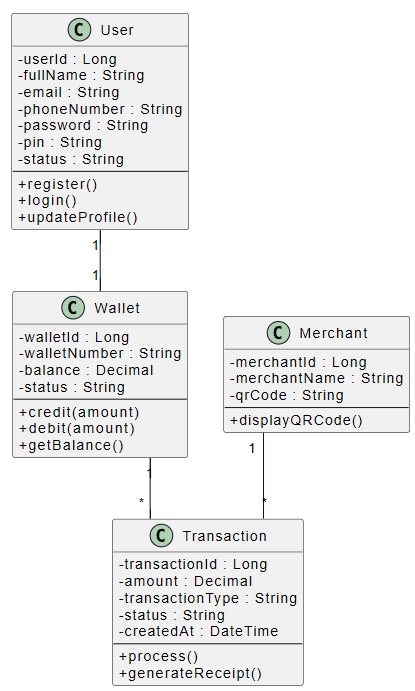 C User
-userId : Long
-fullName : String
-email : String
-phoneNumber : String
-password : String
-pin : String
-status : String
+register()
+login()
+updateProfile()
1
1
C Wallet
-walletId : Long
-walletNumber : String
-balance : Decimal
-status : String
+credit(amount)
+debit(amount)
+getBalance()
C Merchant
-merchantId : Long
-merchantName : String
-qrCode : String
+displayQRCode()
1
*
1
*
C Transaction
-transactionId : Long
-amount : Decimal
-transactionType : String
-status : String
-createdAt : DateTime
+process()
+generateReceipt()